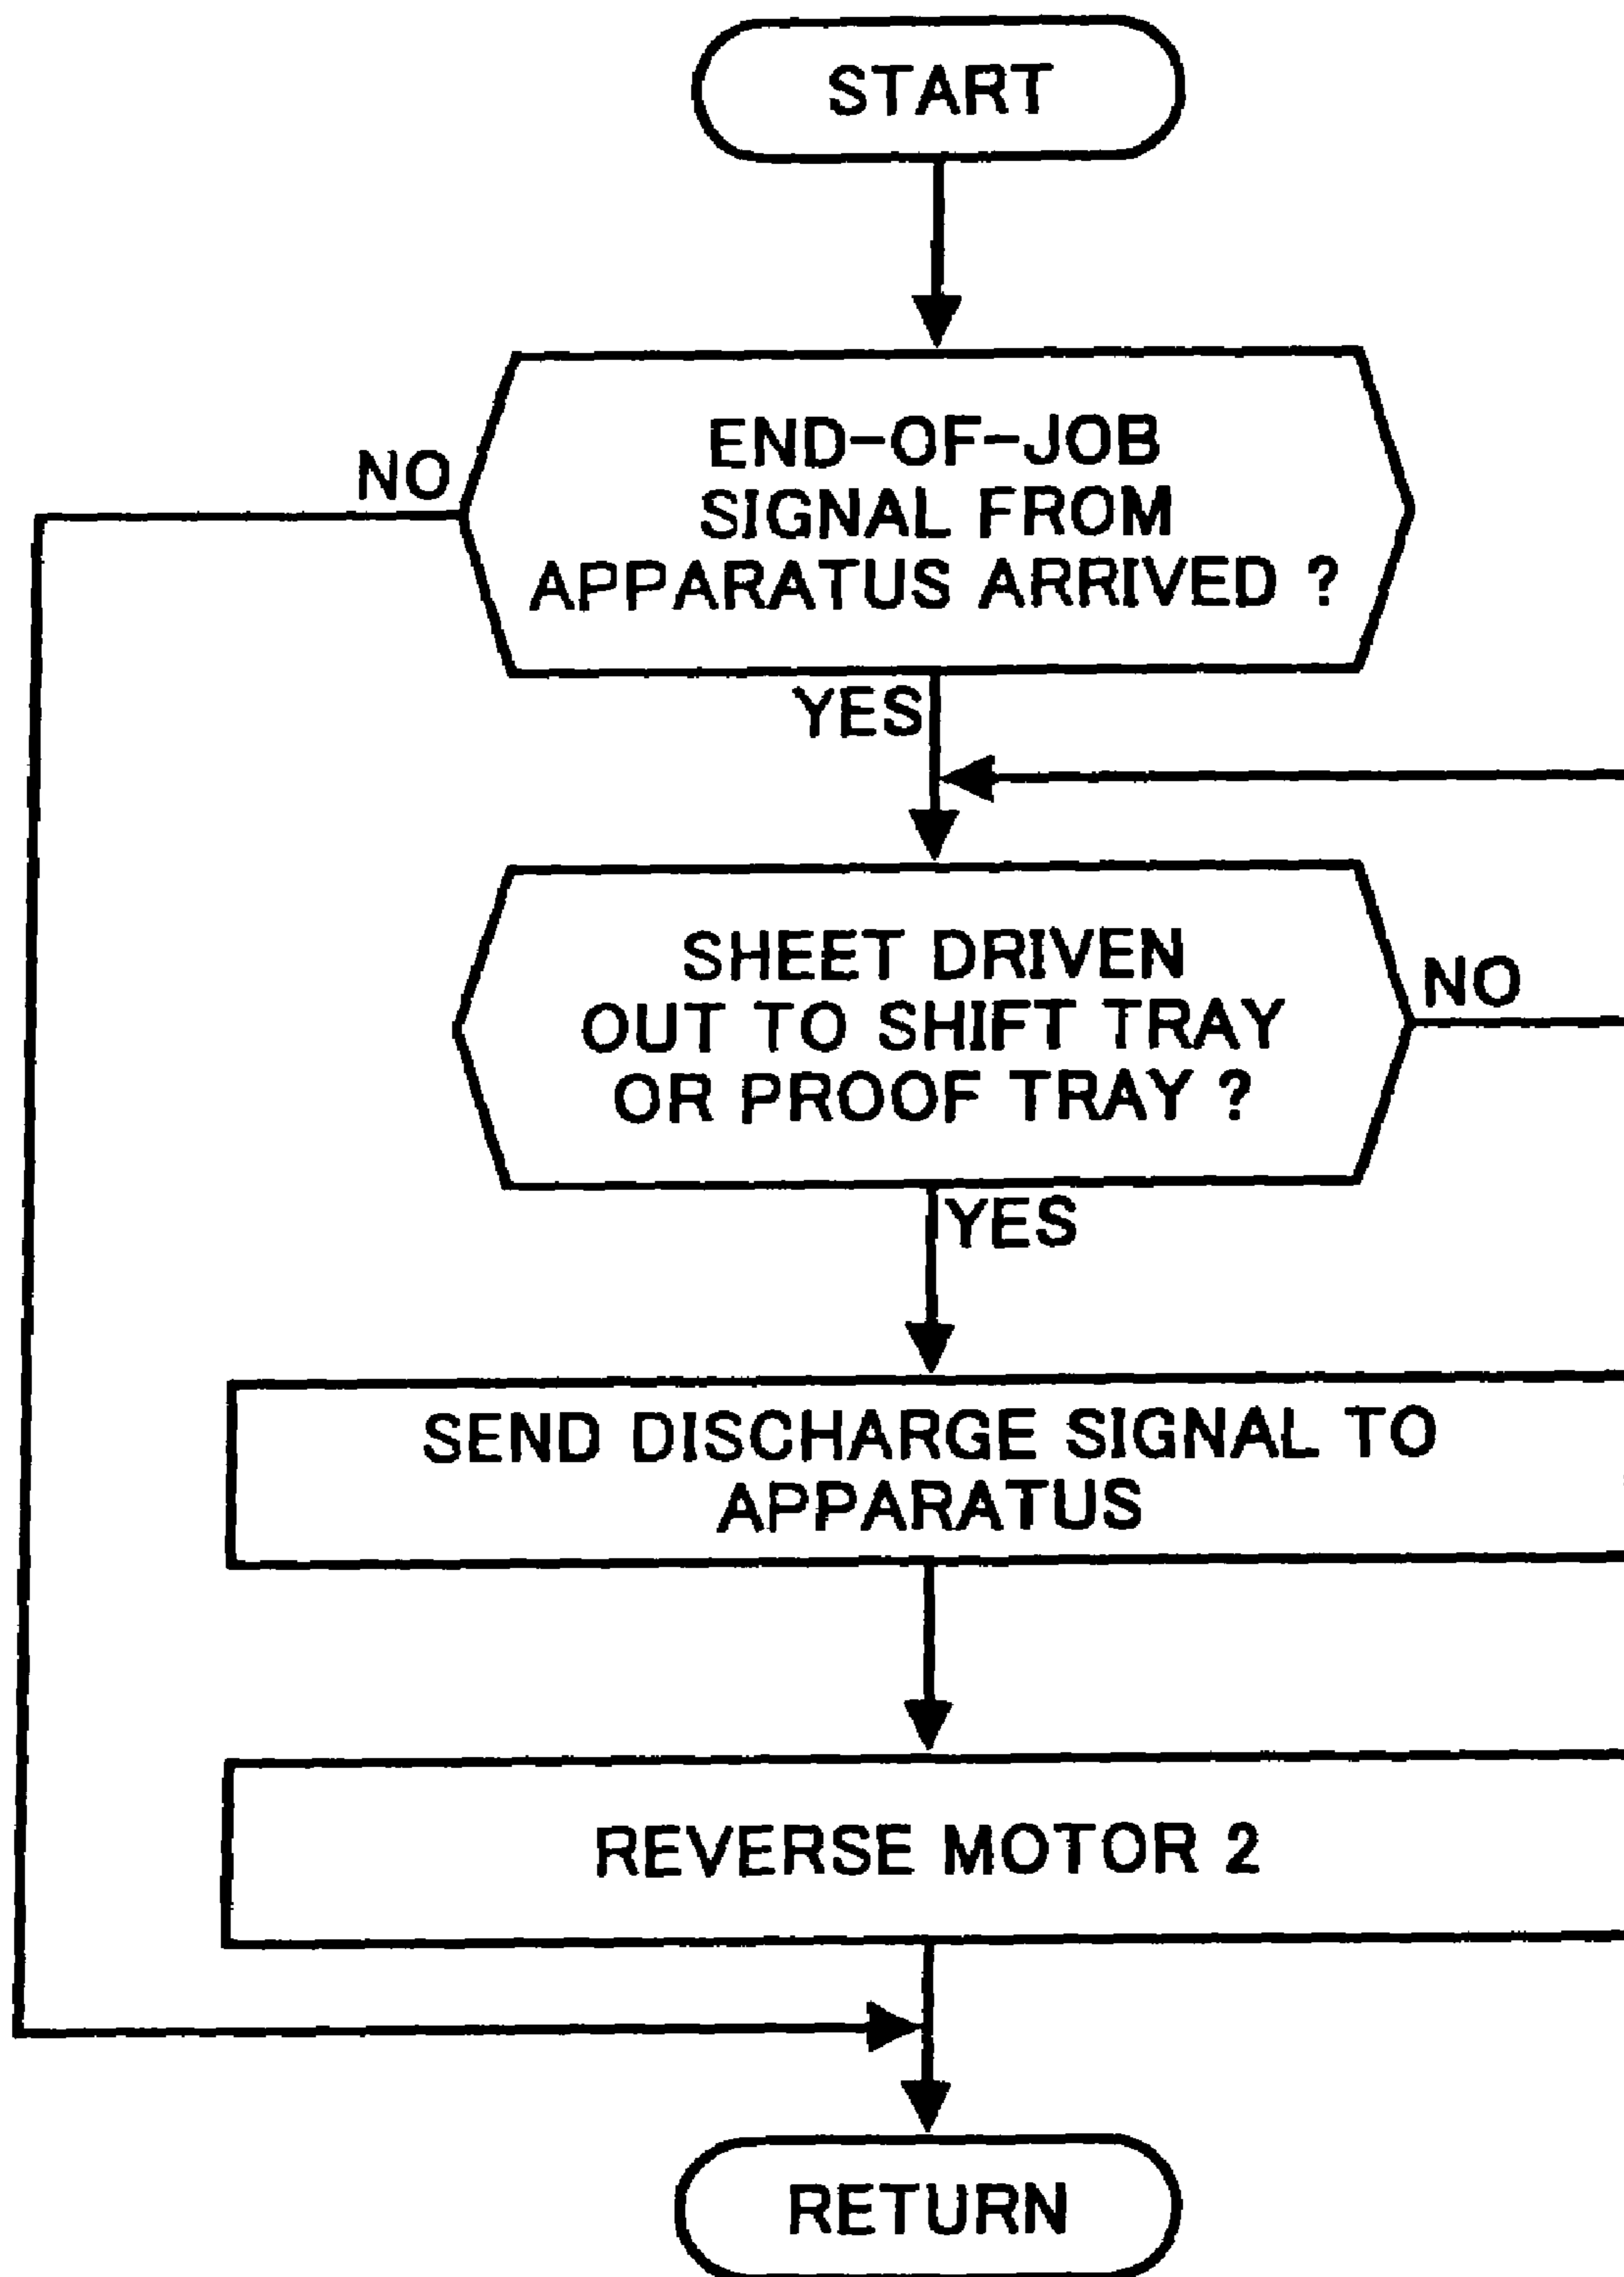 START
END-OF-JOB
SIGNAL FROM
APPARATUS ARRIVED ?
NO
YES
SHEET DRIVEN
OUT TO SHIFT TRAY
OR PROOF TRAY ?
NO
YES
SEND DISCHARGE SIGNAL TO
APPARATUS
REVERSE MOTOR 2
RETURN